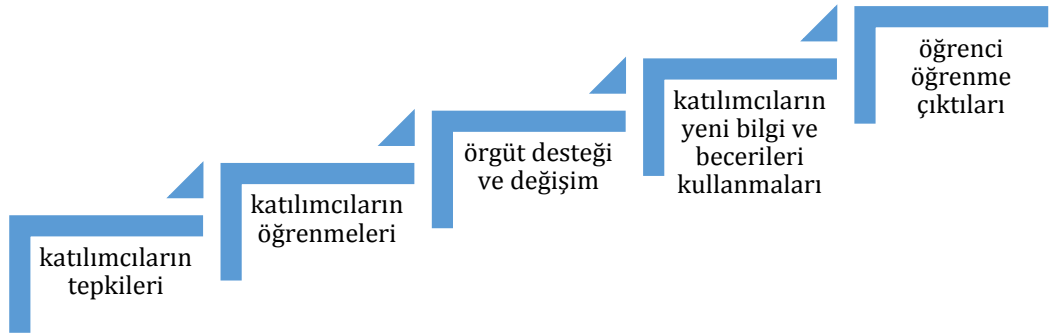 katılımcıların
tepkileri
katılımcıların
öğrenmeleri
örgüt desteği
ve değişim
katılımcıların
yeni bilgi ve
becerileri
kullanmaları
öğrenci
öğrenme
çıktıları